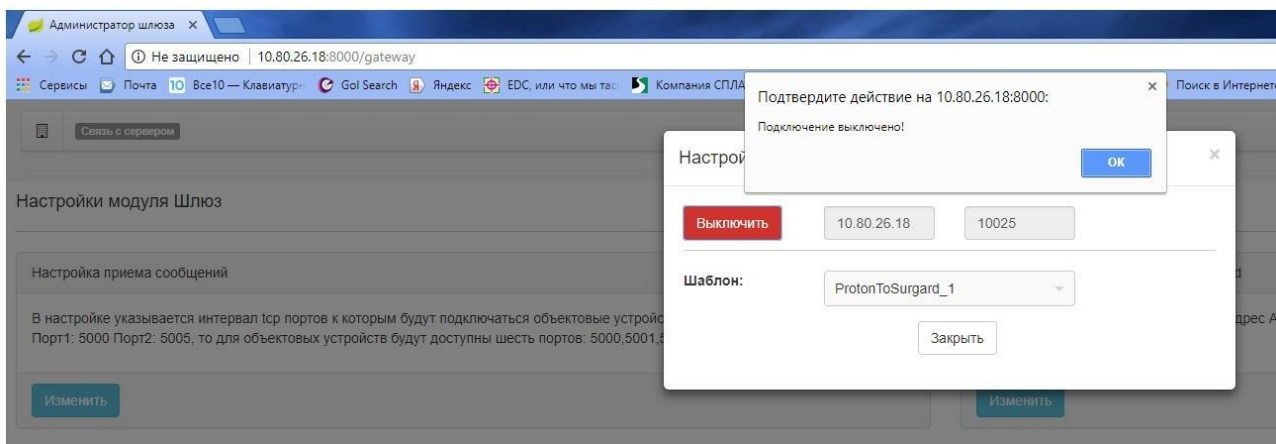 Администратор шлюза
Не защищено | 10.80.26.18:8000/gateway
Сервисы Почта 10 Все10 — Клавиатур Gol Search Я Яндекс EDC, или что мы Компания СПЛА Поиск в Интернет
Подтвердите действие на 10.80.26.18:8000:
Подключение выключено!
ОК
Связь с сервером
Настрой
Настройки модуля Шлюз
Выключить 10.80.26.18 10025
Настройка приема сообщений
Шаблон: ProtonToSurgard_1
В настройке указывается интервал tcp портов к которым будут подключаться объектовые устройс
Порт1: 5000 Порт2: 5005, то для объектовых устройств будут доступны шесть портов: 5000,5001,5
дрес А
Закрыть
Изменить Изменить